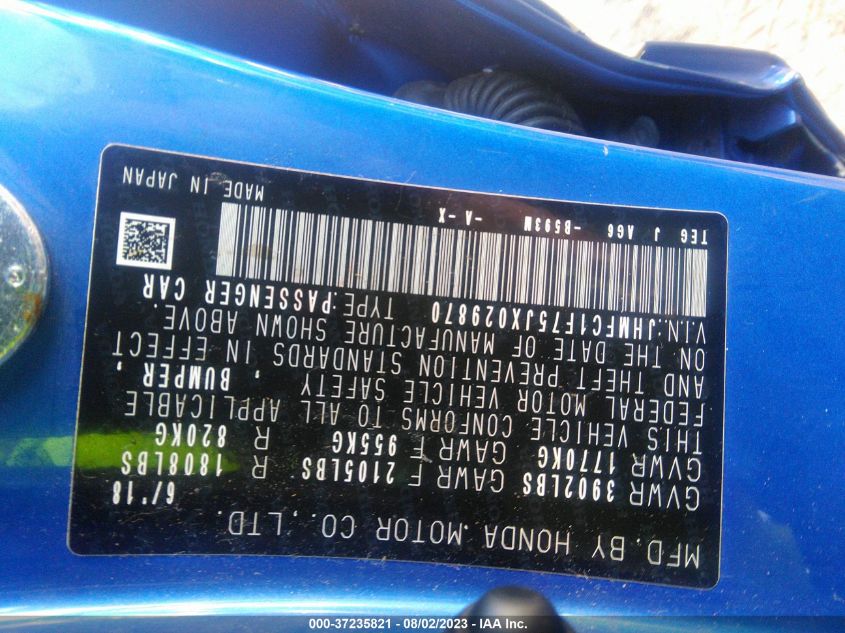 MFD. BY HONDA MOTOR CO., LTD.
6/'18
GVWR 3902LBS GAWR F 2105LBS R 1808LBS
GVWR 1770KG GAWR F 955KG R 820KG
THIS VEHICLE CONFORMS TO ALL APPLICABLE
FEDERAL MOTOR VEHICLE SAFETY , BUMPER ,
AND THEFT PREVENTION STANDARDS IN EFFECT
ON THE DATE OF MANUFACTURE SHOWN ABOVE.
V.I.N:JHMFC1F75JX029870 TYPE:PASSENGER CAR
TEG J AG6 -B593M -A-X MADE IN JAPAN
000-37235821 - 08/02/2023 - IAA Inc.